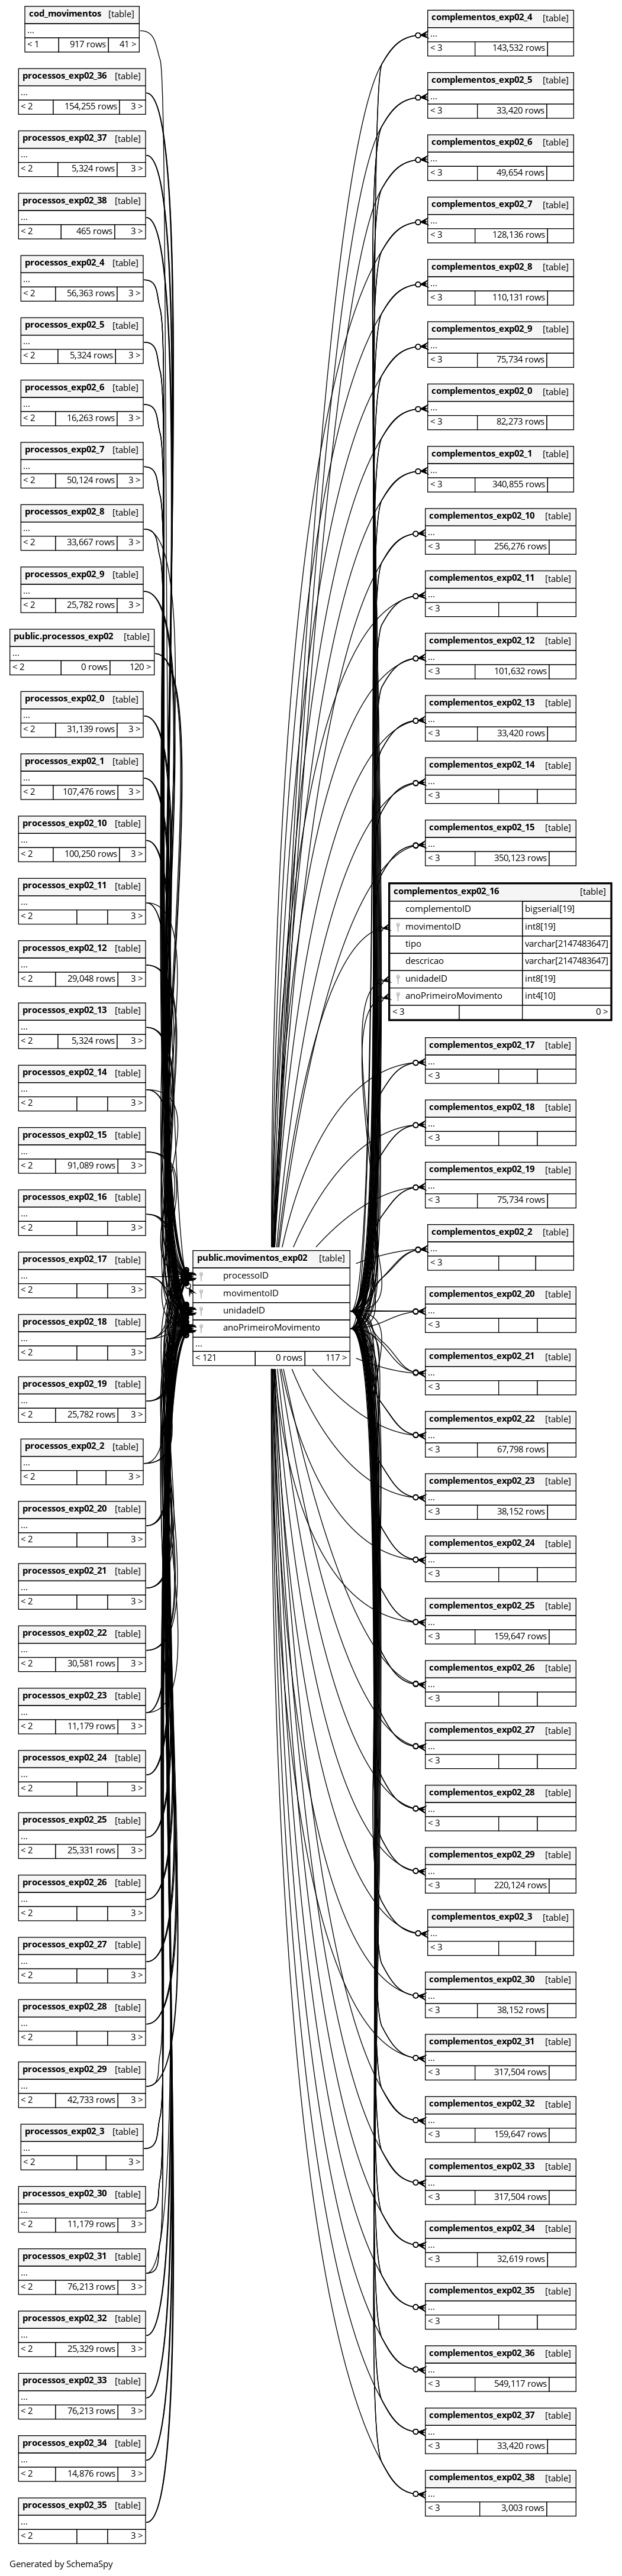 cod_movimentos [table]
...
< 1 917 rows 41 >
processos_exp02_36 [table]
...
< 2 154,255 rows 3 >
processos_exp02_37 [table]
...
< 2 5,324 rows 3 >
processos_exp02_38 [table]
...
< 2 465 rows 3 >
processos_exp02_4 [table]
...
< 2 56,363 rows 3 >
processos_exp02_5 [table]
...
< 2 5,324 rows 3 >
processos_exp02_6 [table]
...
< 2 16,263 rows 3 >
processos_exp02_7 [table]
...
< 2 50,124 rows 3 >
processos_exp02_8 [table]
...
< 2 33,667 rows 3 >
processos_exp02_9 [table]
...
< 2 25,782 rows 3 >
public.processos_exp02 [table]
...
< 2 0 rows 120 >
processos_exp02_0 [table]
...
< 2 31,139 rows 3 >
processos_exp02_1 [table]
...
< 2 107,476 rows 3 >
processos_exp02_10 [table]
...
< 2 100,250 rows 3 >
processos_exp02_11 [table]
...
< 2 3 >
processos_exp02_12 [table]
...
< 2 29,048 rows 3 >
processos_exp02_13 [table]
...
< 2 5,324 rows 3 >
processos_exp02_14 [table]
...
< 2 3 >
processos_exp02_15 [table]
...
< 2 91,089 rows 3 >
processos_exp02_16 [table]
...
< 2 3 >
processos_exp02_17 [table]
...
< 2 3 >
processos_exp02_18 [table]
...
< 2 3 >
processos_exp02_19 [table]
...
< 2 25,782 rows 3 >
processos_exp02_2 [table]
...
< 2 3 >
processos_exp02_20 [table]
...
< 2 3 >
processos_exp02_21 [table]
...
< 2 3 >
processos_exp02_22 [table]
...
< 2 30,581 rows 3 >
processos_exp02_23 [table]
...
< 2 11,179 rows 3 >
processos_exp02_24 [table]
...
< 2 3 >
processos_exp02_25 [table]
...
< 2 25,331 rows 3 >
processos_exp02_26 [table]
...
< 2 3 >
processos_exp02_27 [table]
...
< 2 3 >
processos_exp02_28 [table]
...
< 2 3 >
processos_exp02_29 [table]
...
< 2 42,733 rows 3 >
processos_exp02_3 [table]
...
< 2 3 >
processos_exp02_30 [table]
...
< 2 11,179 rows 3 >
processos_exp02_31 [table]
...
< 2 76,213 rows 3 >
processos_exp02_32 [table]
...
< 2 25,329 rows 3 >
processos_exp02_33 [table]
...
< 2 76,213 rows 3 >
processos_exp02_34 [table]
...
< 2 14,876 rows 3 >
processos_exp02_35 [table]
...
< 2 3 >
public.movimentos_exp02 [table]
processoID
movimentoID
unidadeID
anoPrimeiroMovimento
...
< 121 0 rows 117 >
complementos_exp02_4 [table]
...
< 3 143,532 rows
complementos_exp02_5 [table]
...
< 3 33,420 rows
complementos_exp02_6 [table]
...
< 3 49,654 rows
complementos_exp02_7 [table]
...
< 3 128,136 rows
complementos_exp02_8 [table]
...
< 3 110,131 rows
complementos_exp02_9 [table]
...
< 3 75,734 rows
complementos_exp02_0 [table]
...
< 3 82,273 rows
complementos_exp02_1 [table]
...
< 3 340,855 rows
complementos_exp02_10 [table]
...
< 3 256,276 rows
complementos_exp02_11 [table]
...
< 3
complementos_exp02_12 [table]
...
< 3 101,632 rows
complementos_exp02_13 [table]
...
< 3 33,420 rows
complementos_exp02_14 [table]
...
< 3
complementos_exp02_15 [table]
...
< 3 350,123 rows
complementos_exp02_16 [table]
complementoID bigserial[19]
movimentoID int8[19]
tipo varchar[2147483647]
descricao varchar[2147483647]
unidadeID int8[19]
anoPrimeiroMovimento int4[10]
< 3 0 >
complementos_exp02_17 [table]
...
< 3
complementos_exp02_18 [table]
...
< 3
complementos_exp02_19 [table]
...
< 3 75,734 rows
complementos_exp02_2 [table]
...
< 3
complementos_exp02_20 [table]
...
< 3
complementos_exp02_21 [table]
...
< 3
complementos_exp02_22 [table]
...
< 3 67,798 rows
complementos_exp02_23 [table]
...
< 3 38,152 rows
complementos_exp02_24 [table]
...
< 3
complementos_exp02_25 [table]
...
< 3 159,647 rows
complementos_exp02_26 [table]
...
< 3
complementos_exp02_27 [table]
...
< 3
complementos_exp02_28 [table]
...
< 3
complementos_exp02_29 [table]
...
< 3 220,124 rows
complementos_exp02_3 [table]
...
< 3
complementos_exp02_30 [table]
...
< 3 38,152 rows
complementos_exp02_31 [table]
...
< 3 317,504 rows
complementos_exp02_32 [table]
...
< 3 159,647 rows
complementos_exp02_33 [table]
...
< 3 317,504 rows
complementos_exp02_34 [table]
...
< 3 32,619 rows
complementos_exp02_35 [table]
...
< 3
complementos_exp02_36 [table]
...
< 3 549,117 rows
complementos_exp02_37 [table]
...
< 3 33,420 rows
complementos_exp02_38 [table]
...
< 3 3,003 rows
Generated by SchemaSpy